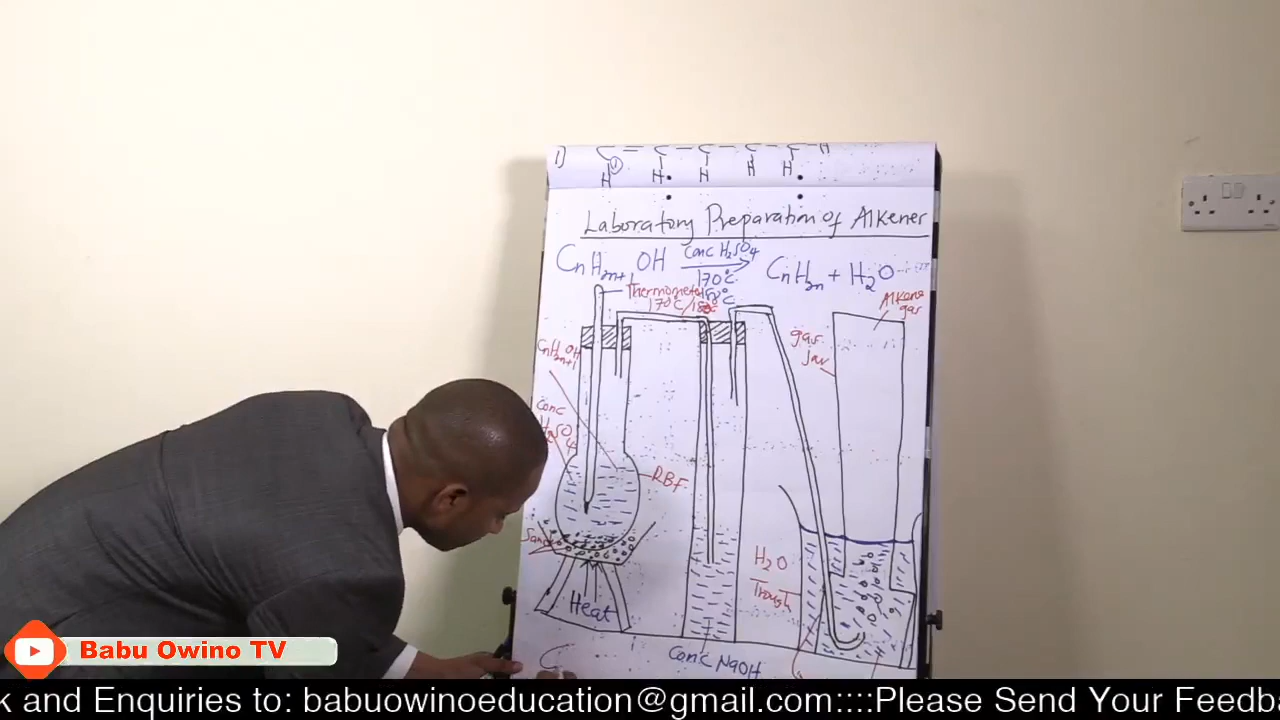 1) C = C - C - C - C - H
H H H H H
Laboratory Preparation of Alkenes
CnH2n+1 OH Conc H2SO4 170°C CnH2n + H2O
Thermometer
170°C/180°C
Alkene
gas
gas
jar
CnH2n+1 OH
Conc
H2SO4
RBF
Sand
H2O
Trough
Heat
Conc NaOH
C
Babu Owino TV
k and Enquiries to: babuowinoeducation@gmail.com::::Please Send Your Feedba